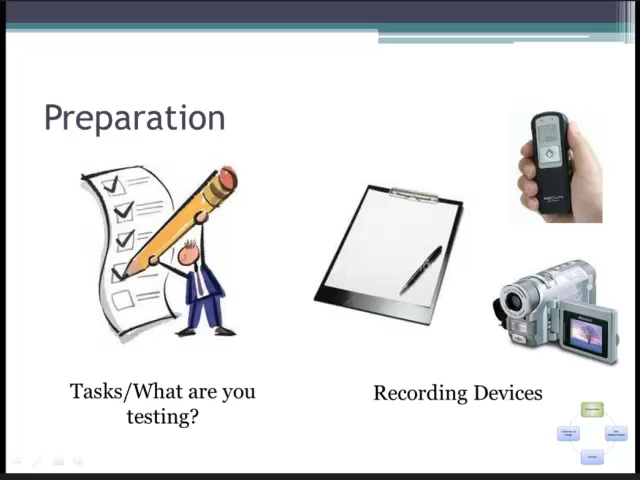 Preparation
Tasks/What are you
testing?
Recording Devices